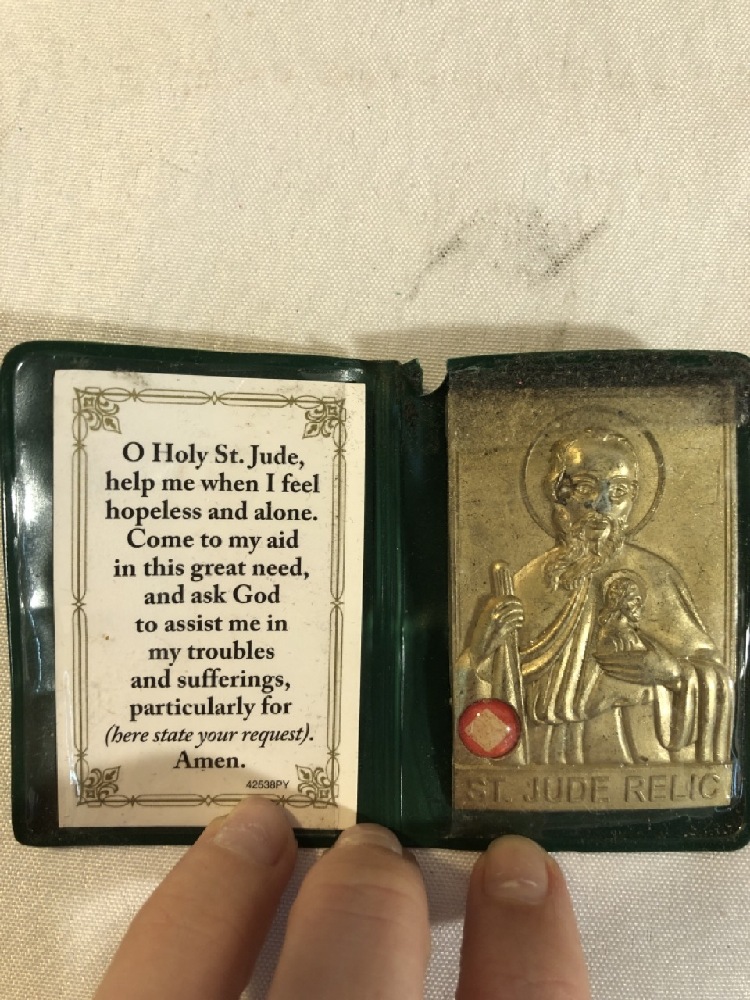 O Holy St. Jude,
help me when I feel
hopeless and alone.
Come to my aid
in this great need,
and ask God
to assist me in
my troubles
and sufferings,
particularly for
(here state your request).
Amen.
42538PY
ST. JUDE RELIC